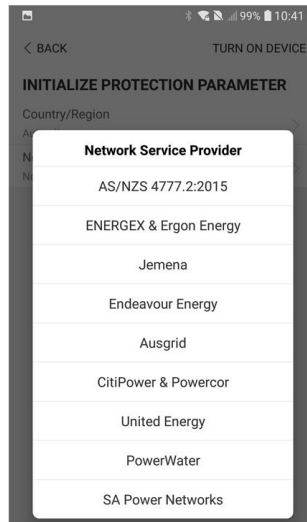 99% 10:41
BACK
TURN ON DEVICE
INITIALIZE PROTECTION PARAMETER
Country/Region
Network Service Provider
AS/NZS 4777.2:2015
ENERGEX & Ergon Energy
Jemena
Endeavour Energy
Ausgrid
CitiPower & Powercor
United Energy
PowerWater
SA Power Networks